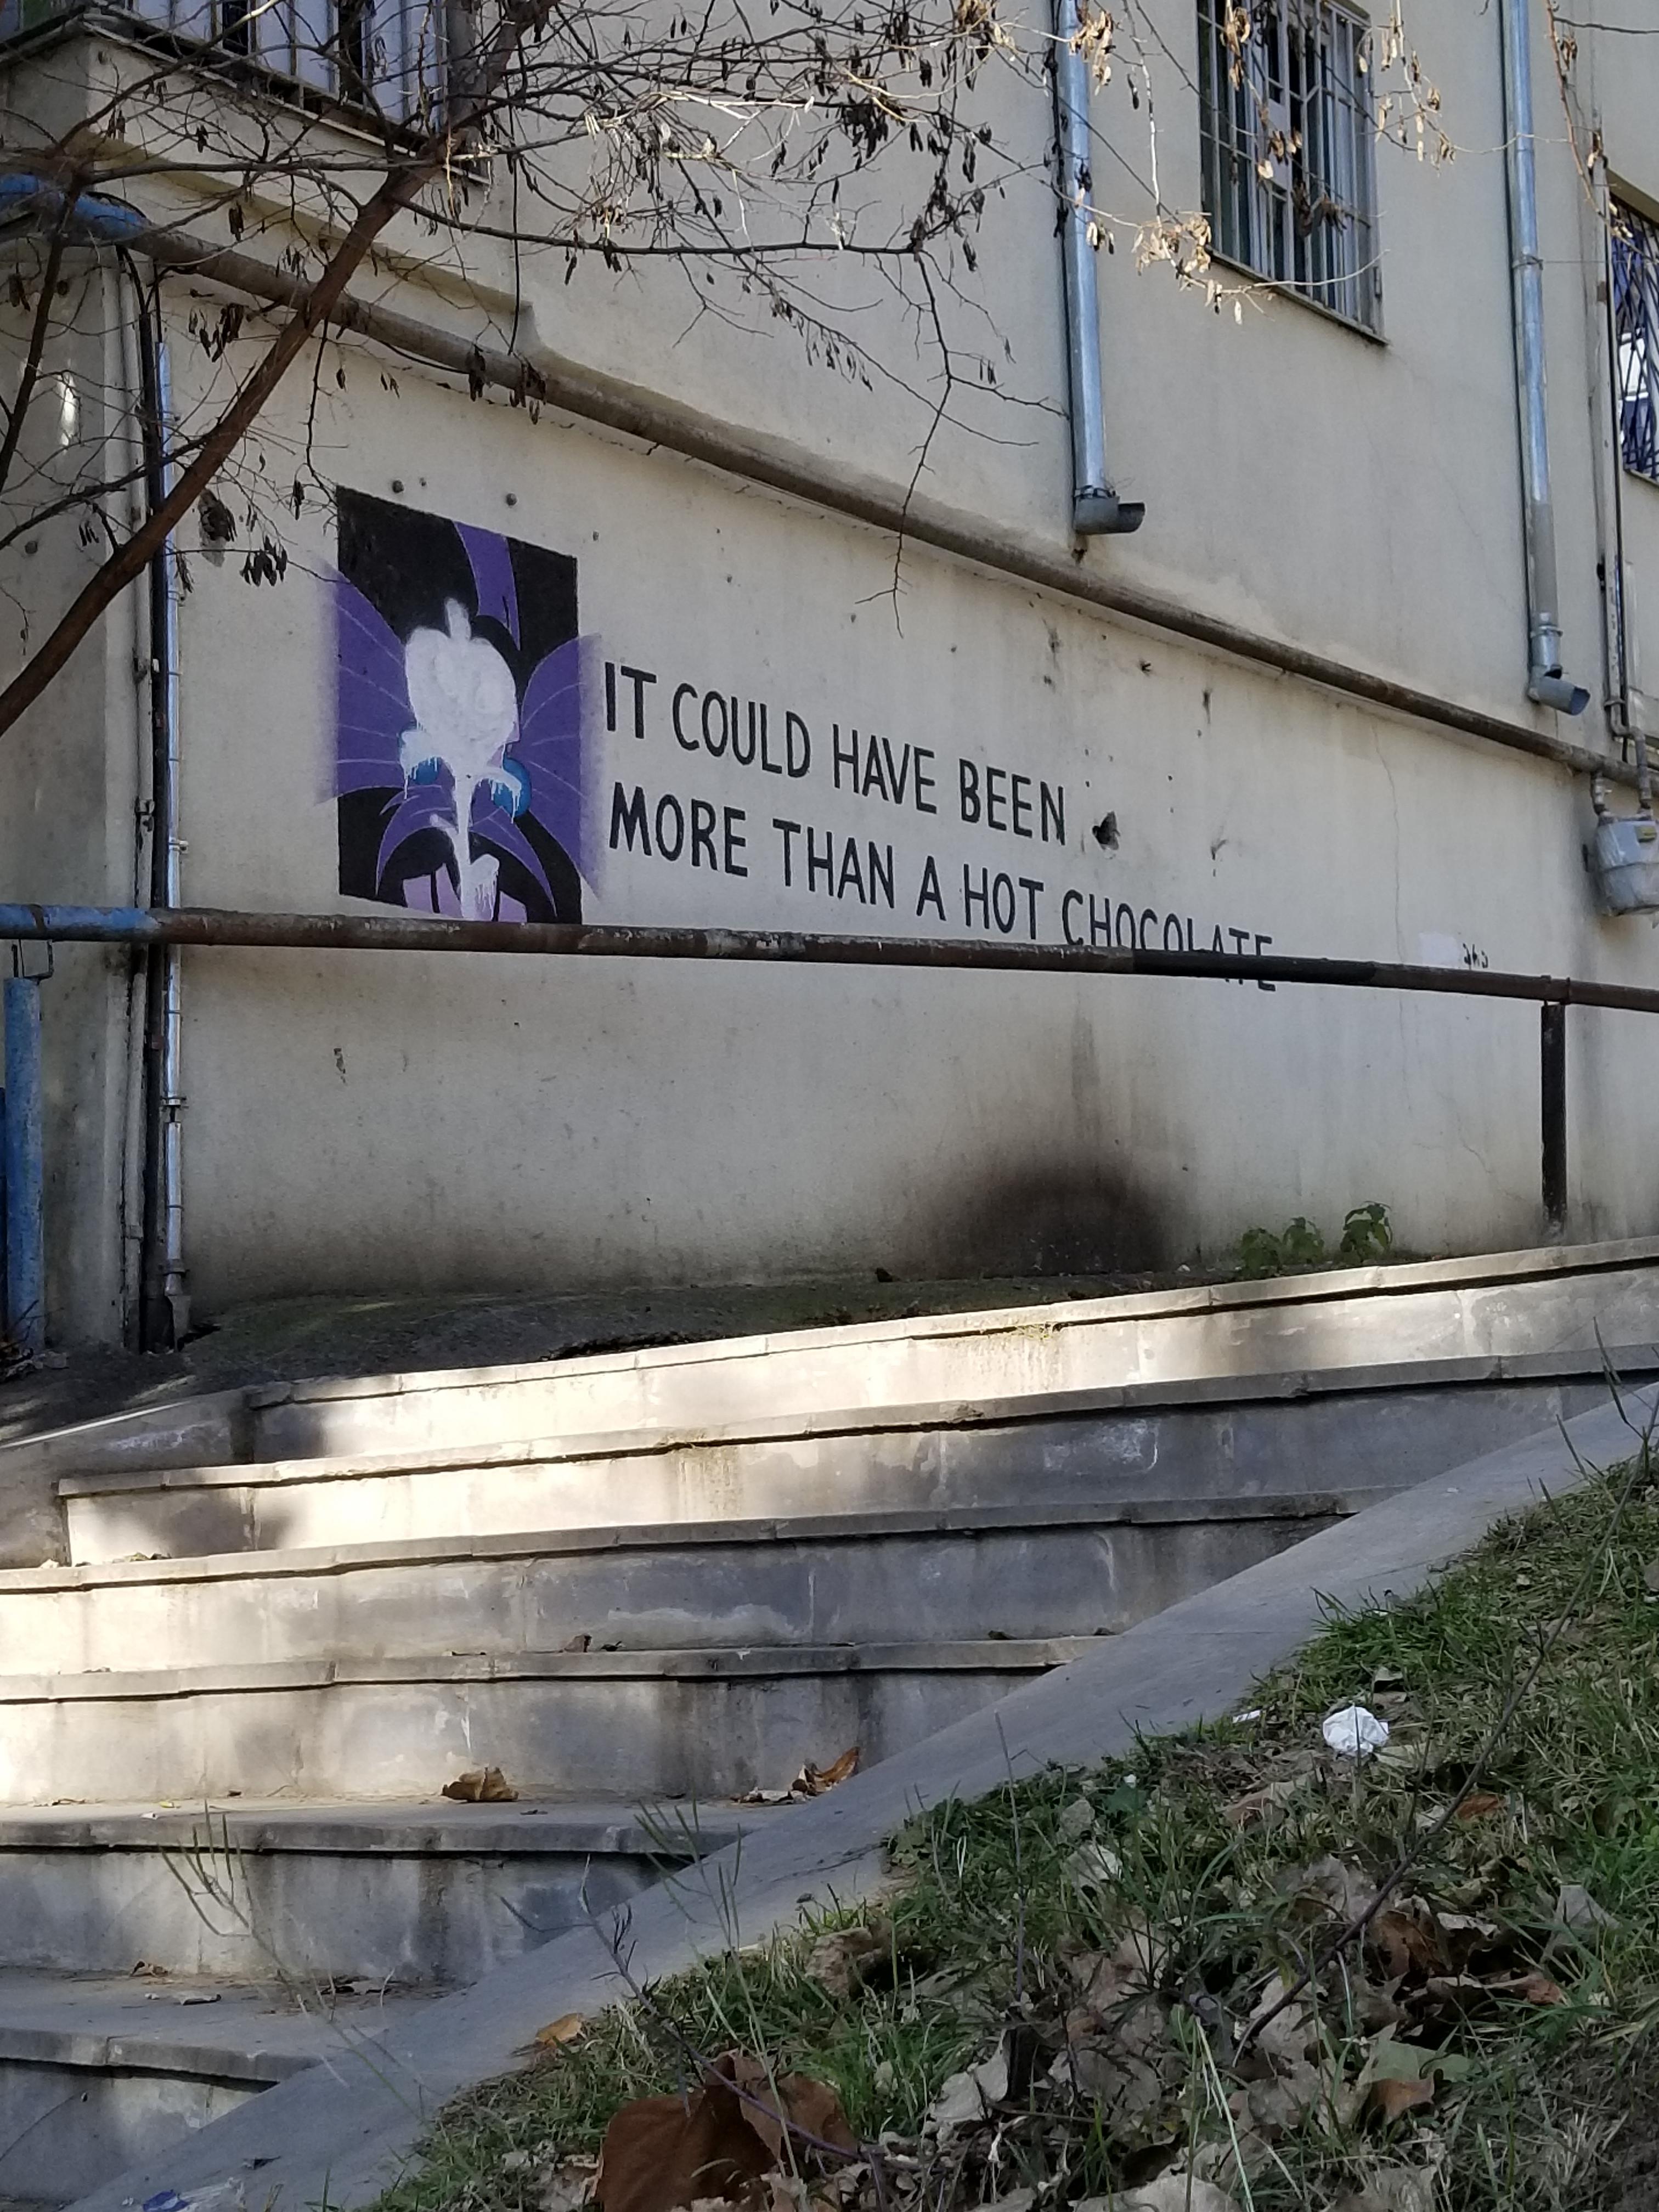 IT COULD HAVE BEEN
MORE THAN A HOT CHOCOLATE